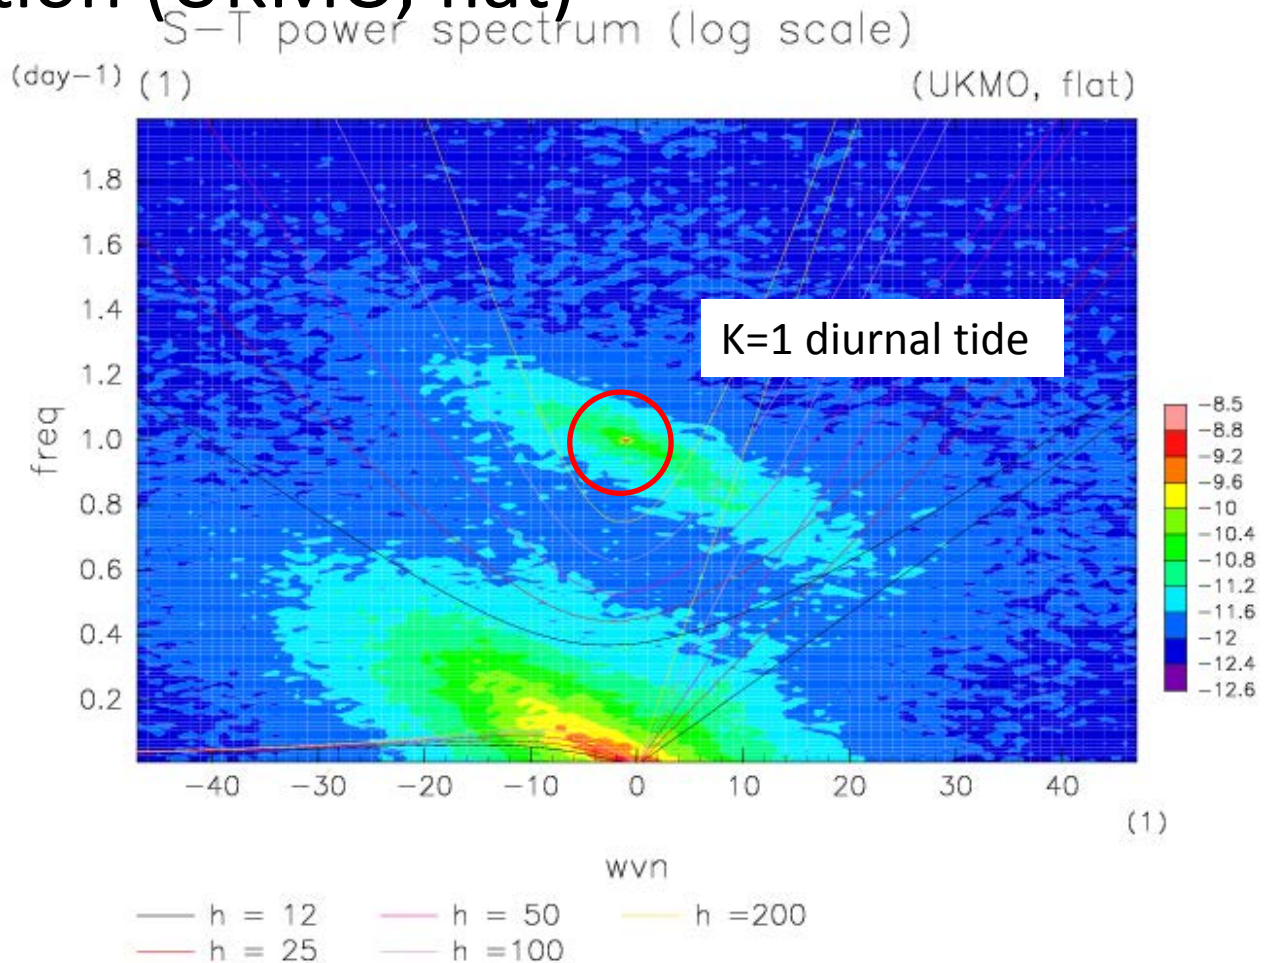 tion (UKMO, flat)
S-T power spectrum (log scale)
(day-1) (1) (UKMO, flat)
1.8
1.6
1.4
K=1 diurnal tide
1.2
freq
1.0
0.8
0.6
0.4
0.2
-8.5
-8.8
-9.2
-9.6
-10
-10.4
-10.8
-11.2
-11.6
-12
-12.4
-12.6
-40 -30 -20 -10 0 10 20 30 40
(1)
wvn
h = 12 h = 50 h =200
h = 25 h =100